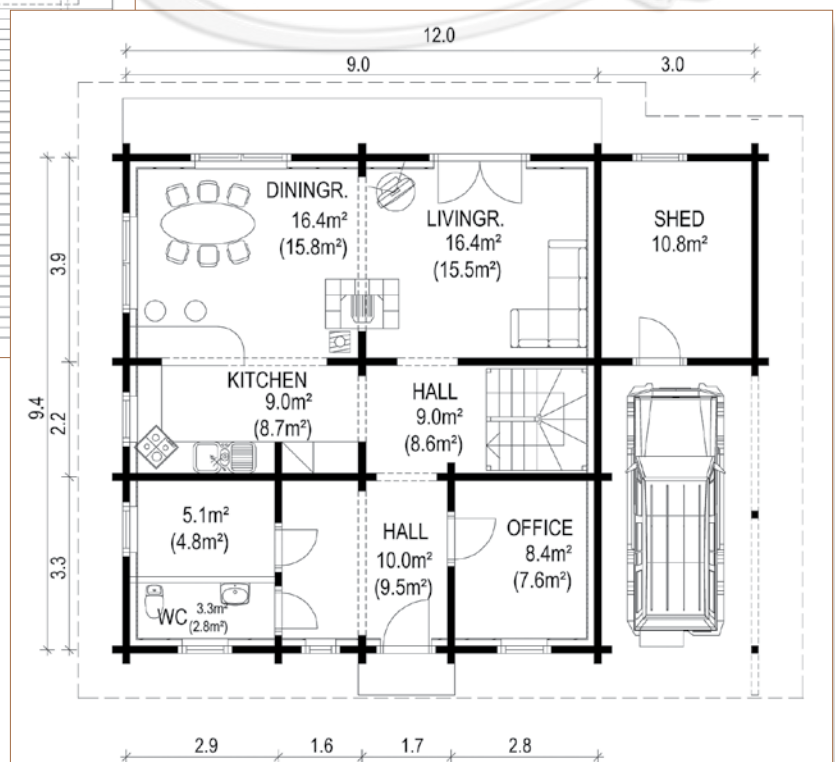 12.0
9.0
3.0
DININGR.
16.4m²
(15.8m²)
LIVINGR.
16.4m²
(15.5m²)
SHED
10.8m²
3.9
KITCHEN
9.0m²
(8.7m²)
HALL
9.0m²
(8.6m²)
9.4
2.2
5.1m²
(4.8m²)
HALL
10.0m²
(9.5m²)
OFFICE
8.4m²
(7.6m²)
3.3
WC 3.3m²
(2.8m²)
2.9
1.6
1.7
2.8